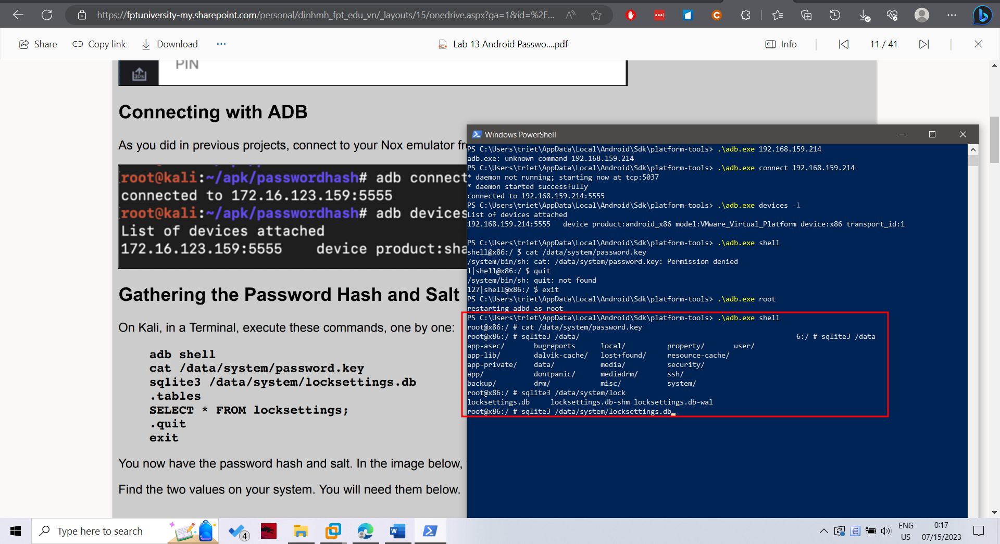 https://fptuniversity-my.sharepoint.com/personal/dinhmh_fpt_edu_vn/_layouts/15/onedrive.aspx?ga=1&id=%2F...
Share
Copy link
Download
Lab 13 Android Passwo....pdf
Info
11 / 41
PIN
Connecting with ADB
As you did in previous projects, connect to your Nox emulator fr
root@kali:~/apk/passwordhash# adb connect
connected to 172.16.123.159:5555
root@kali:~/apk/passwordhash# adb devices
List of devices attached
172.16.123.159:5555    device product:sha
Gathering the Password Hash and Salt
On Kali, in a Terminal, execute these commands, one by one:
adb shell
cat /data/system/password.key
sqlite3 /data/system/locksettings.db
.tables
SELECT * FROM locksettings;
.quit
exit
You now have the password hash and salt. In the image below,
Find the two values on your system. You will need them below.
Windows PowerShell
PS C:\Users\triet\AppData\Local\Android\Sdk\platform-tools> .\adb.exe 192.168.159.214
adb.exe: unknown command 192.168.159.214
PS C:\Users\triet\AppData\Local\Android\Sdk\platform-tools> .\adb.exe connect 192.168.159.214
* daemon not running; starting now at tcp:5037
* daemon started successfully
connected to 192.168.159.214:5555
PS C:\Users\triet\AppData\Local\Android\Sdk\platform-tools> .\adb.exe devices -l
List of devices attached
192.168.159.214:5555   device product:android_x86 model:VMware_Virtual_Platform device:x86 transport_id:1
PS C:\Users\triet\AppData\Local\Android\Sdk\platform-tools> .\adb.exe shell
shell@x86:/ $ cat /data/system/password.key
/system/bin/sh: cat: /data/system/password.key: Permission denied
1|shell@x86:/ $ quit
/system/bin/sh: quit: not found
127|shell@x86:/ $ exit
PS C:\Users\triet\AppData\Local\Android\Sdk\platform-tools> .\adb.exe root
restarting adbd as root
PS C:\Users\triet\AppData\Local\Android\Sdk\platform-tools> .\adb.exe shell
root@x86:/ # cat /data/system/password.key
root@x86:/ # sqlite3 /data/                                                    6:/ # sqlite3 /data
app-asec/       bugreports      local/          property/       user/
app-lib/        dalvik-cache/   lost+found/     resource-cache/
app-private/    data/           media/          security/
app/            dontpanic/      mediadrm/       ssh/
backup/         drm/            misc/           system/
root@x86:/ # sqlite3 /data/system/lock
locksettings.db     locksettings.db-shm locksettings.db-wal
root@x86:/ # sqlite3 /data/system/locksettings.db
Type here to search
4
ENG
US
0:17
07/15/2023